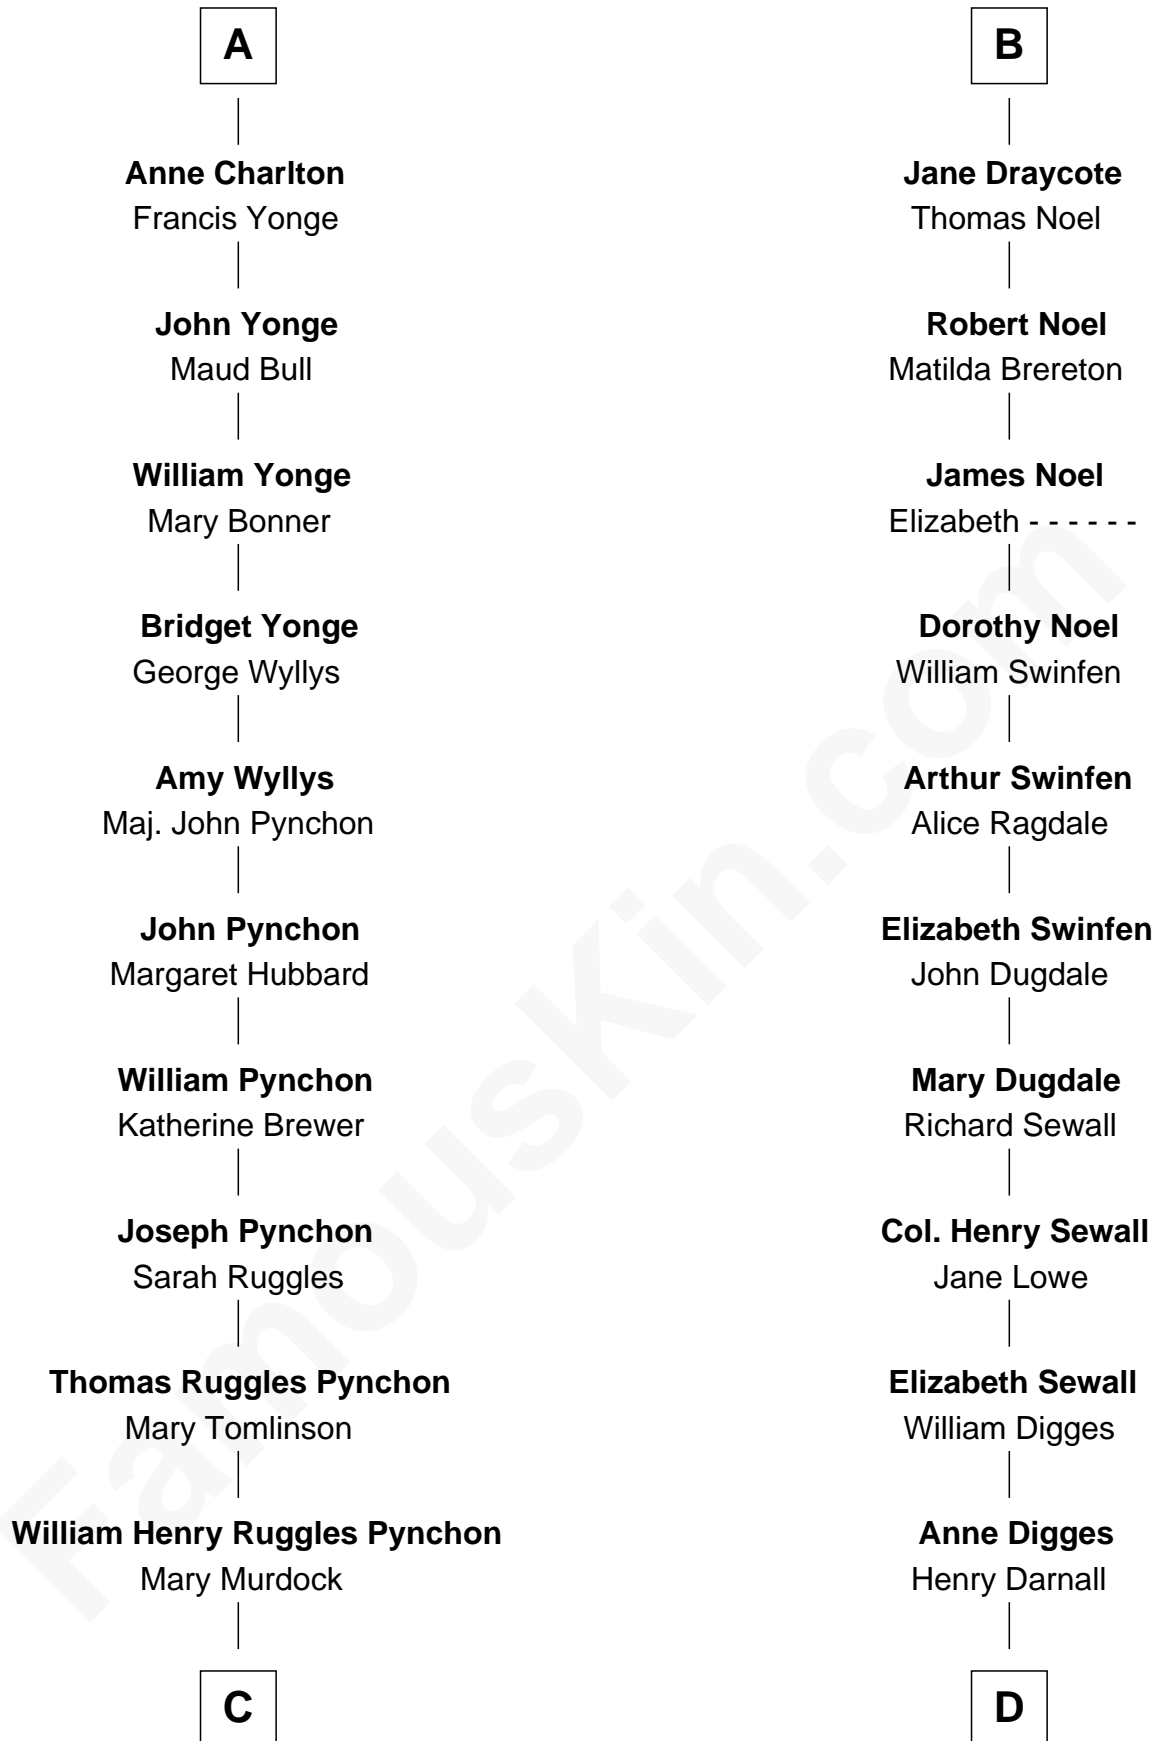 A
Anne Charlton
Francis Yonge
John Yonge
Maud Bull
William Yonge
Mary Bonner
Bridget Yonge
George Wyllys
Amy Wyllys
Maj. John Pynchon
John Pynchon
Margaret Hubbard
William Pynchon
Katherine Brewer
Joseph Pynchon
Sarah Ruggles
Thomas Ruggles Pynchon
Mary Tomlinson
William Henry Ruggles Pynchon
Mary Murdock
C
B
Jane Draycote
Thomas Noel
Robert Noel
Matilda Brereton
James Noel
Elizabeth - - - - - -
Dorothy Noel
William Swinfen
Arthur Swinfen
Alice Ragdale
Elizabeth Swinfen
John Dugdale
Mary Dugdale
Richard Sewall
Col. Henry Sewall
Jane Lowe
Elizabeth Sewall
William Digges
Anne Digges
Henry Darnall
D
FamousKin.com